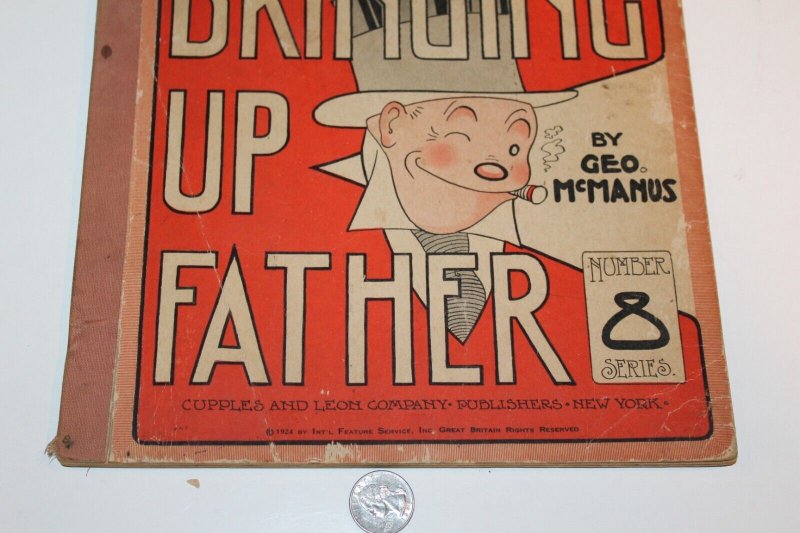 BRINGING
UP
FATHER
BY
GEO.
McMANUS
NUMBER
8
SERIES.
CUPPLES AND LEON COMPANY · PUBLISHERS · NEW YORK ·
© 1924 BY INT'L FEATURE SERVICE, INC. GREAT BRITAIN RIGHTS RESERVED